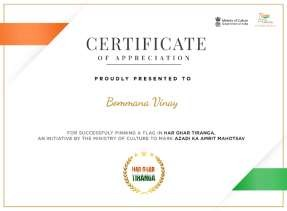 Ministry of Culture
Government of India
CERTIFICATE
OF APPRECIATION
PROUDLY PRESENTED TO
Bommana Vinay
FOR SUCCESSFULY PINNING A FLAG IN HAR GHAR TIRANGA,
AN INITIATIVE BY THE MINISTRY OF CULTURE TO MARK AZADI KA AMRIT MAHOTSAV
HAR GHAR
TIRANGA